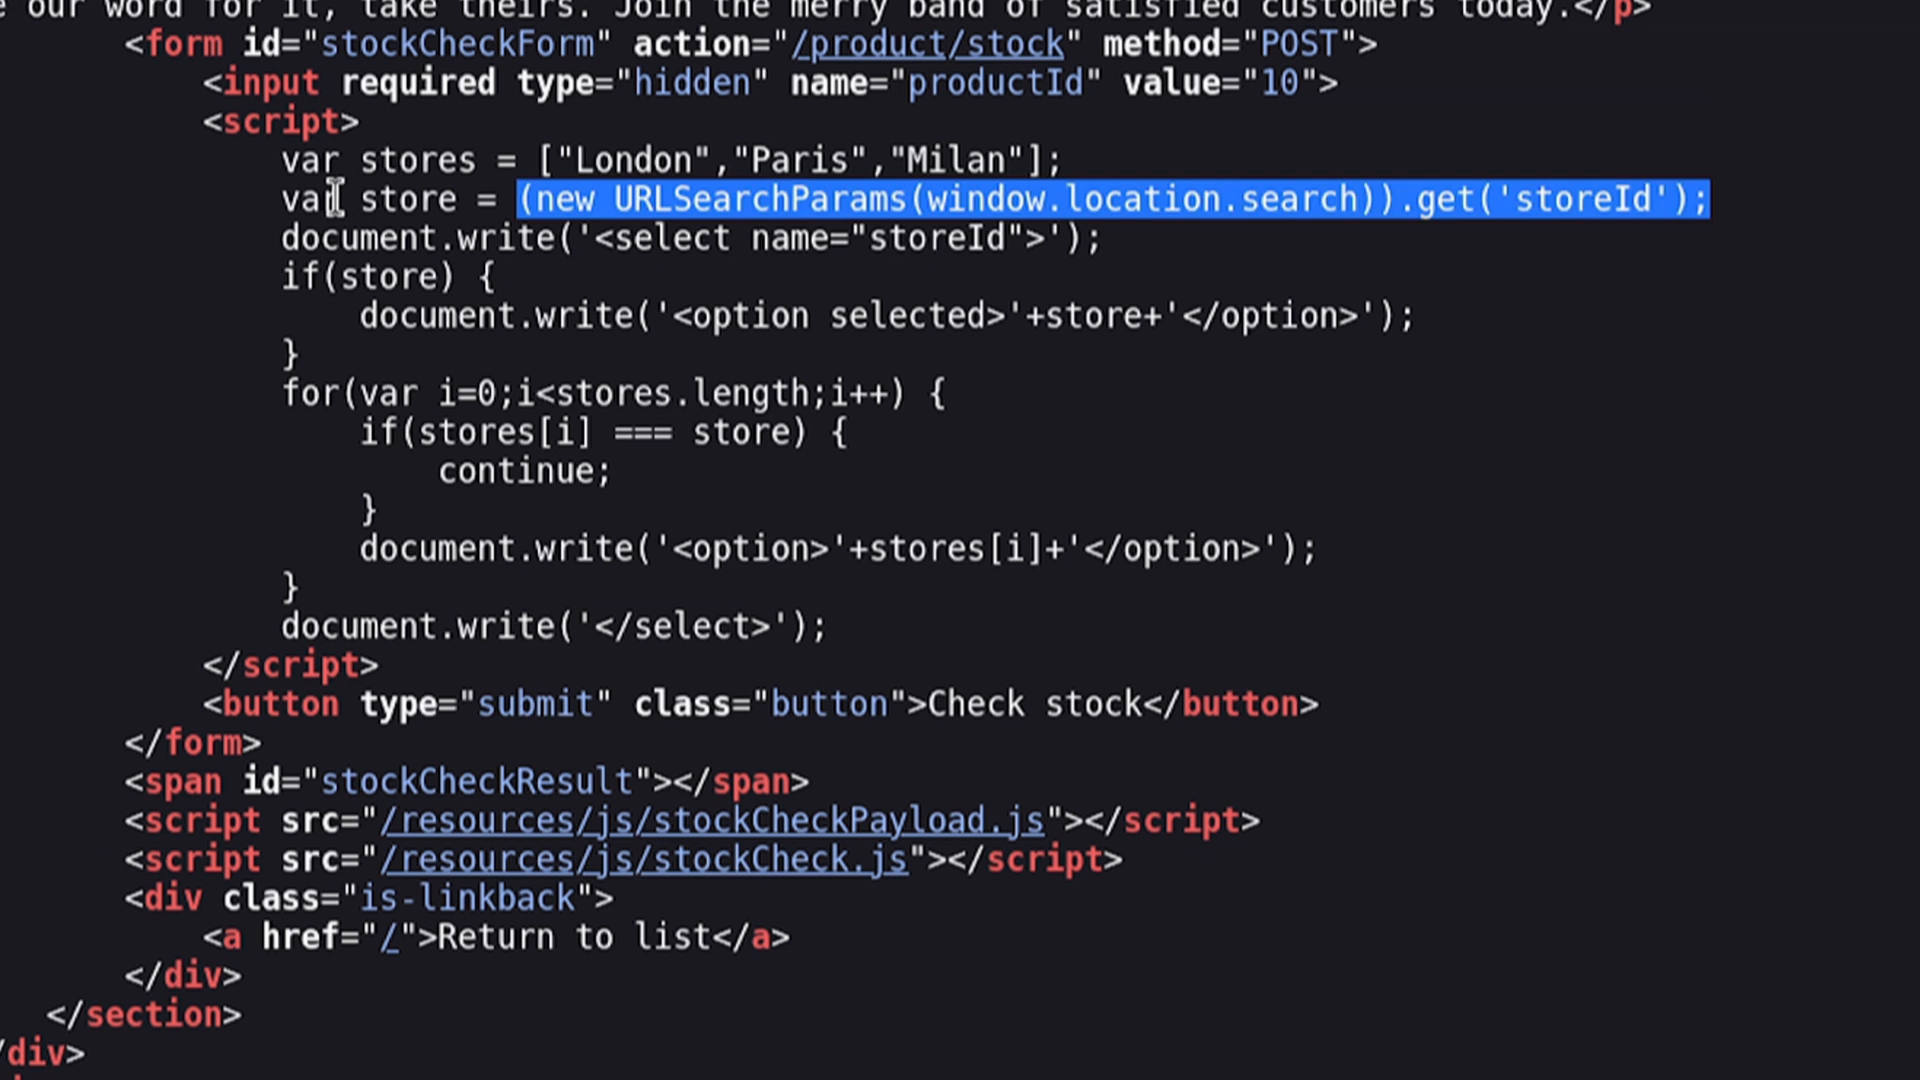 our word for it, take theirs. Join the merry band of satisfied customers today.</p>
<form id="stockCheckForm" action="/product/stock" method="POST">
<input required type="hidden" name="productId" value="10">
<script>
var stores = ["London","Paris","Milan"];
var store = (new URLSearchParams(window.location.search)).get('storeId');
document.write('<select name="storeId">');
if(store) {
document.write('<option selected>'+store+'</option>');
}
for(var i=0;i<stores.length;i++) {
if(stores[i] === store) {
continue;
}
document.write('<option>'+stores[i]+'</option>');
}
document.write('</select>');
</script>
<button type="submit" class="button">Check stock</button>
</form>
<span id="stockCheckResult"></span>
<script src="/resources/js/stockCheckPayload.js"></script>
<script src="/resources/js/stockCheck.js"></script>
<div class="is-linkback">
<a href="/">Return to list</a>
</div>
</section>
/div>